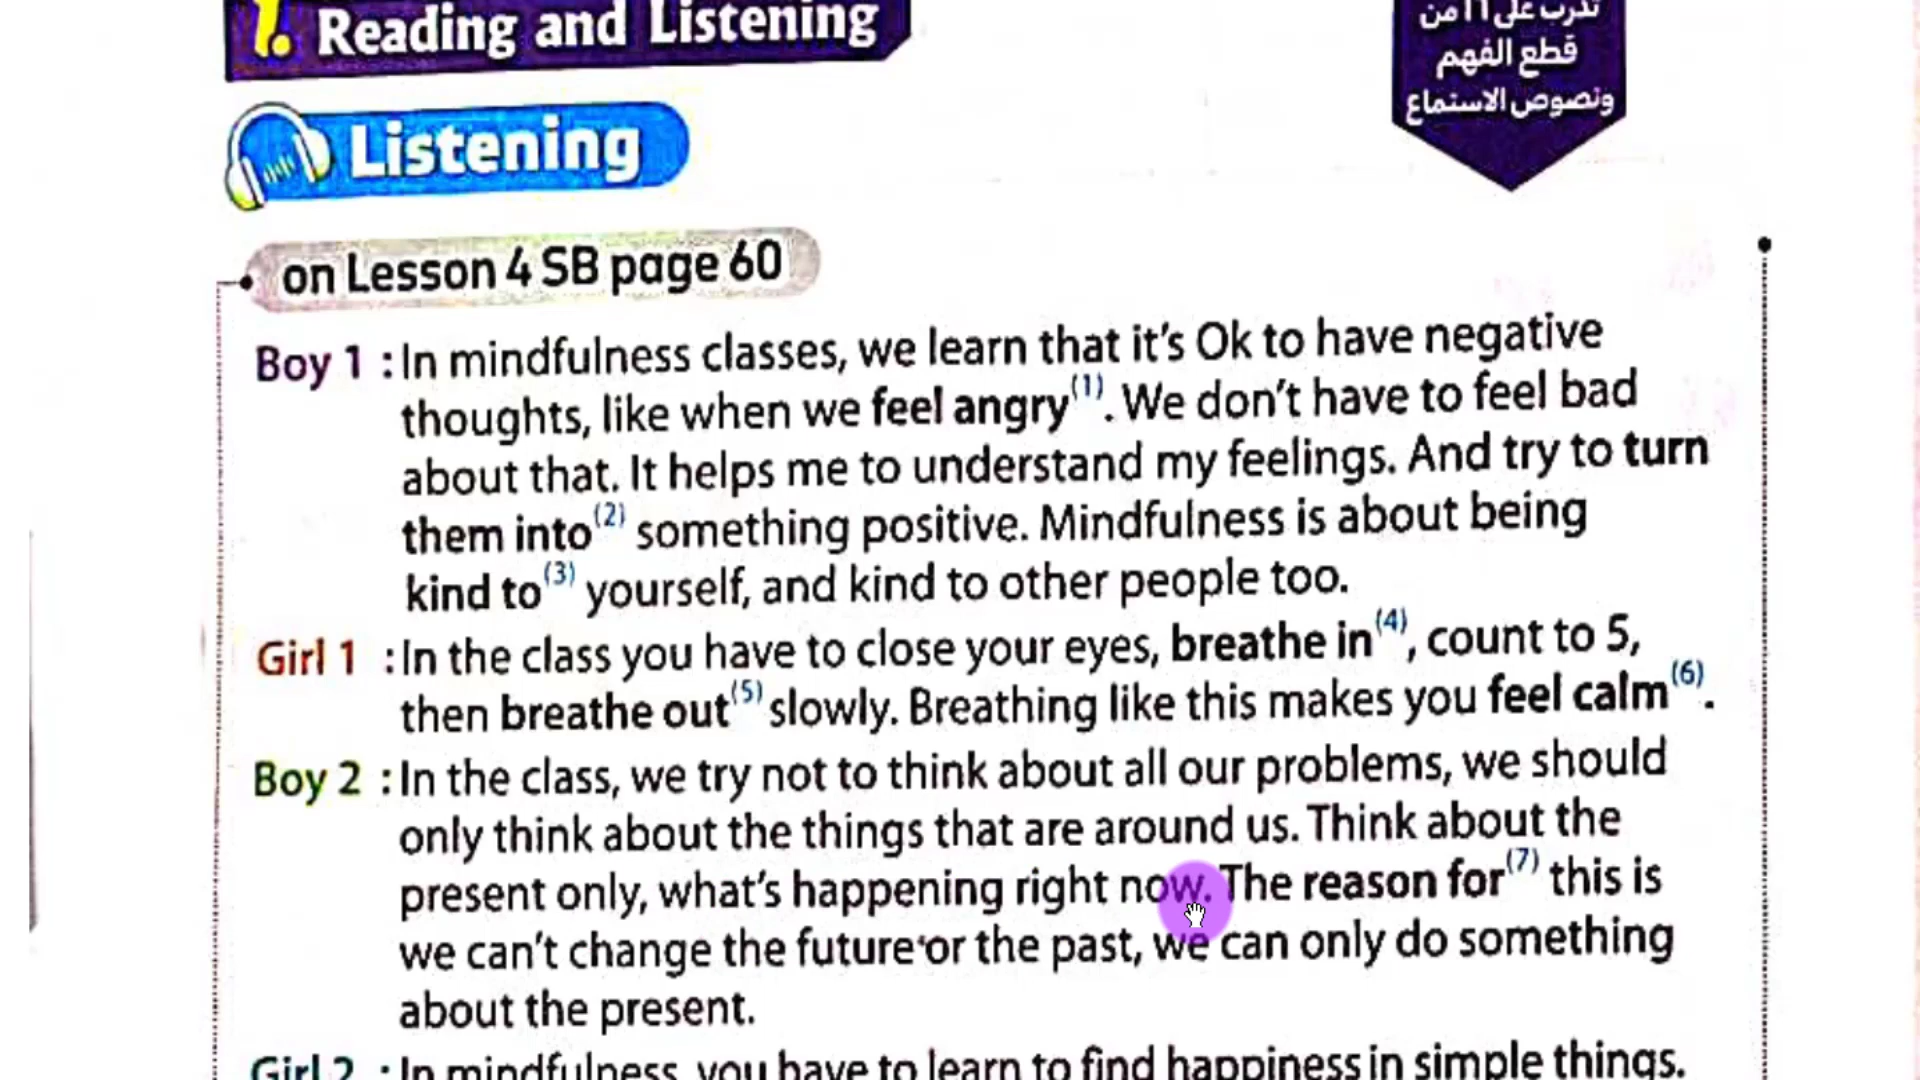 1. Reading and Listening
تدرب على ١٦ من
قطع الفهم
ونصوص الاستماع
Listening
on Lesson 4 SB page 60
Boy 1 : In mindfulness classes, we learn that it's Ok to have negative
thoughts, like when we feel angry(1). We don't have to feel bad
about that. It helps me to understand my feelings. And try to turn
them into(2) something positive. Mindfulness is about being
kind to(3) yourself, and kind to other people too.
Girl 1 : In the class you have to close your eyes, breathe in(4), count to 5,
then breathe out(5) slowly. Breathing like this makes you feel calm(6).
Boy 2 : In the class, we try not to think about all our problems, we should
only think about the things that are around us. Think about the
present only, what's happening right now. The reason for(7) this is
we can't change the future or the past, we can only do something
about the present.
Girl 2 : In mindfulness, you have to learn to find happiness in simple things.